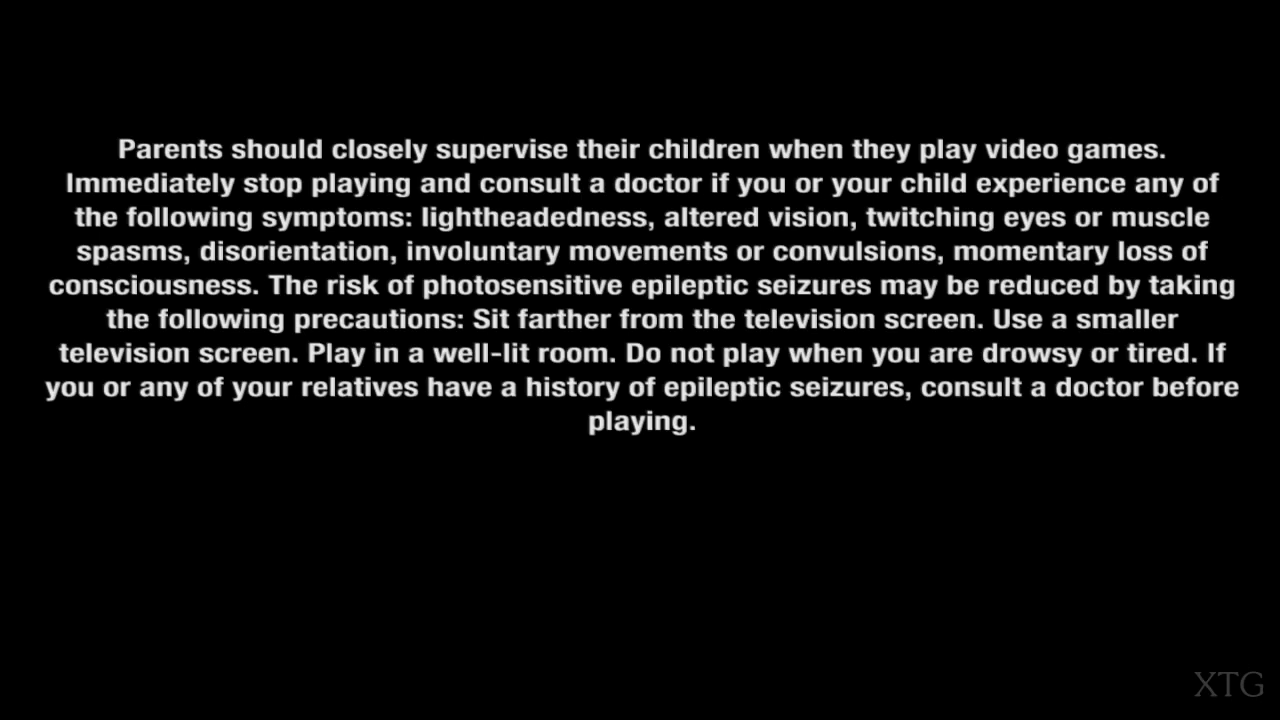 Parents should closely supervise their children when they play video games.
Immediately stop playing and consult a doctor if you or your child experience any of
the following symptoms: lightheadedness, altered vision, twitching eyes or muscle
spasms, disorientation, involuntary movements or convulsions, momentary loss of
consciousness. The risk of photosensitive epileptic seizures may be reduced by taking
the following precautions: Sit farther from the television screen. Use a smaller
television screen. Play in a well-lit room. Do not play when you are drowsy or tired. If
you or any of your relatives have a history of epileptic seizures, consult a doctor before
playing.
XTG